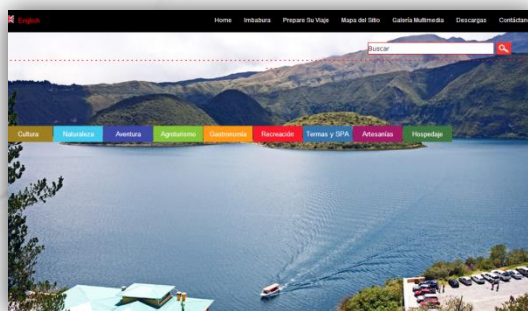 English Home Imbabura Prepare Su Viaje Mapa del Sitio Galería Multimedia Descargas Contáctano
Buscar
Cultura Naturaleza Aventura Agroturismo Gastronomía Recreación Termas y SPA Artesanías Hospedaje